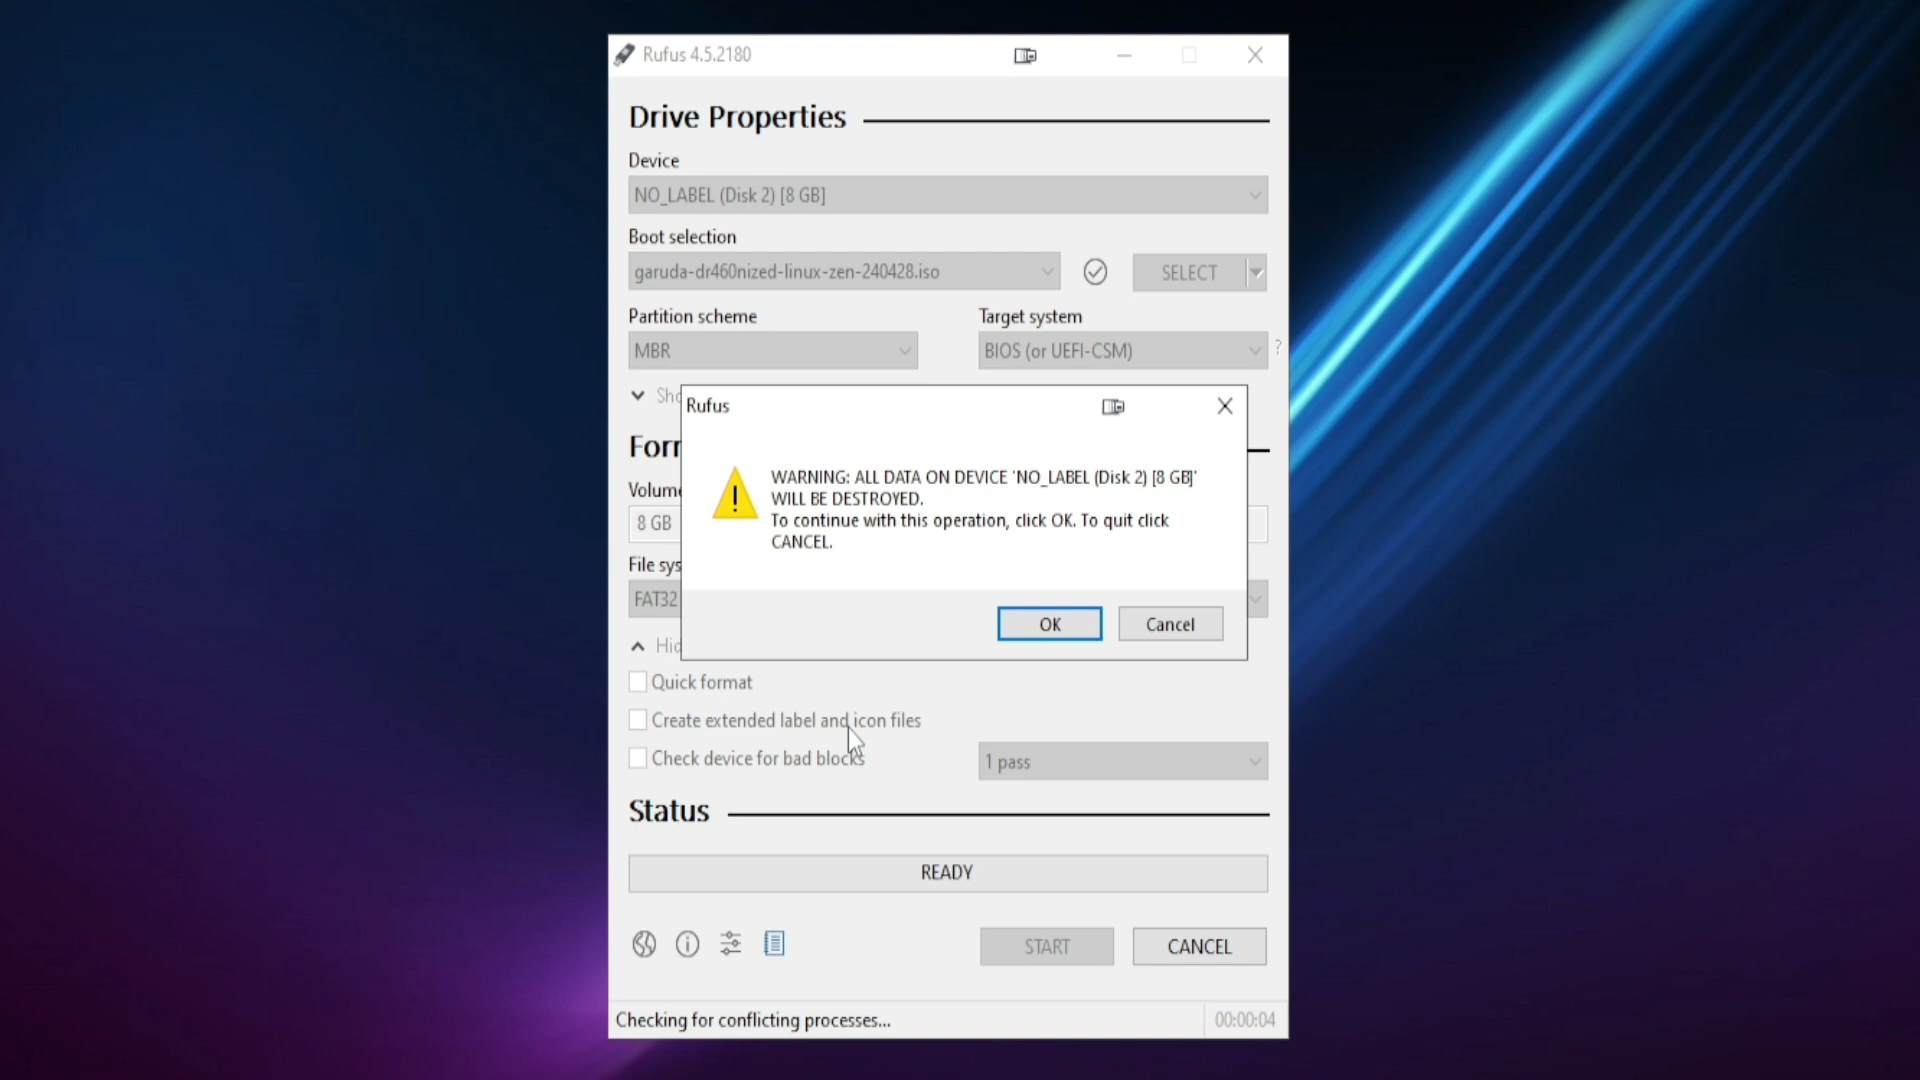 Rufus 4.5.2180
Drive Properties
Device
NO_LABEL (Disk 2) [8 GB]
Boot selection
garuda-dr460nized-linux-zen-240428.iso
SELECT
Partition scheme
Target system
MBR
BIOS (or UEFI-CSM)
?
Rufus
WARNING: ALL DATA ON DEVICE 'NO_LABEL (Disk 2) [8 GB]'
WILL BE DESTROYED.
To continue with this operation, click OK. To quit click
CANCEL.
OK
Cancel
8 GB
FAT32
Quick format
Create extended label and icon files
Check device for bad blocks
1 pass
Status
READY
START
CANCEL
Checking for conflicting processes...
00:00:04